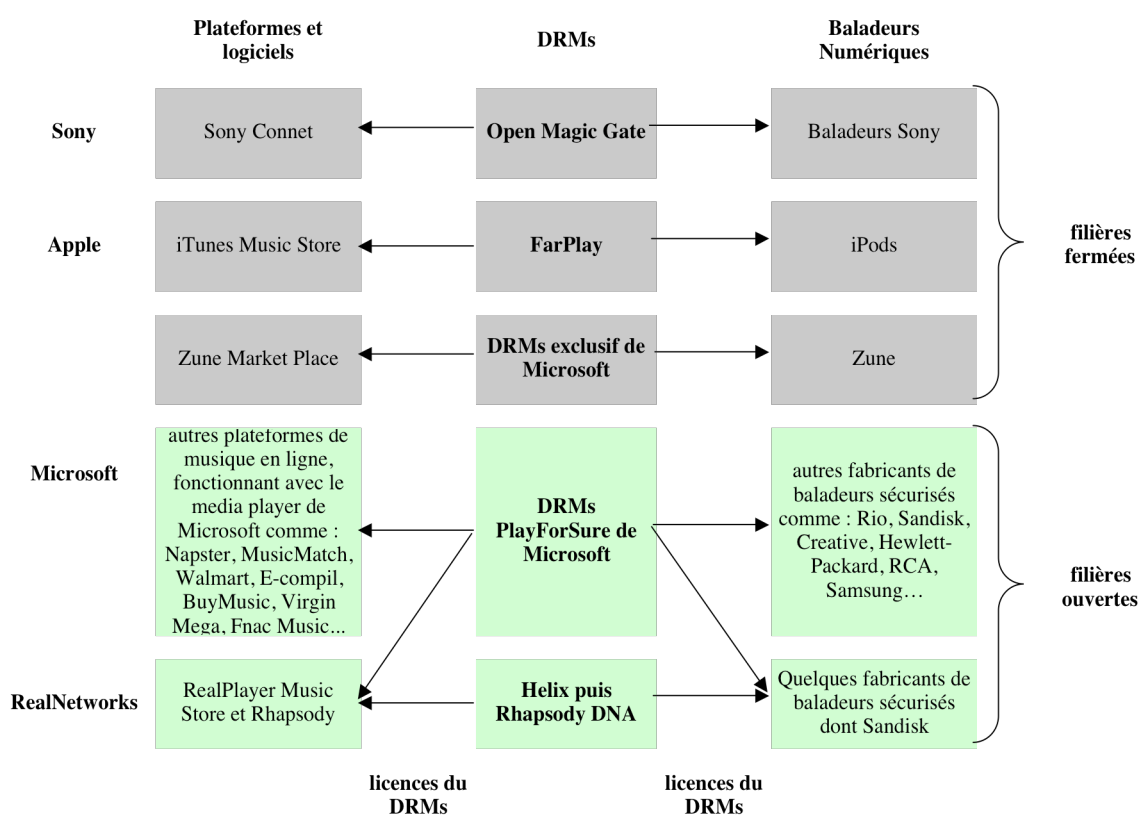 Plateformes et
logiciels
DRMs
Baladeurs
Numériques
Sony
Sony Connet
Open Magic Gate
Baladeurs Sony
Apple
iTunes Music Store
FarPlay
iPods
filières
fermées
Zune Market Place
DRMs exclusif de
Microsoft
Zune
Microsoft
autres plateformes de
musique en ligne,
fonctionnant avec le
media player de
Microsoft comme :
Napster, MusicMatch,
Walmart, E-compil,
BuyMusic, Virgin
Mega, Fnac Music...
DRMs
PlayForSure de
Microsoft
autres fabricants de
baladeurs sécurisés
comme : Rio, Sandisk,
Creative, Hewlett-
Packard, RCA,
Samsung…
filières
ouvertes
RealNetworks
RealPlayer Music
Store et Rhapsody
Helix puis
Rhapsody DNA
Quelques fabricants de
baladeurs sécurisés
dont Sandisk
licences du
DRMs
licences du
DRMs